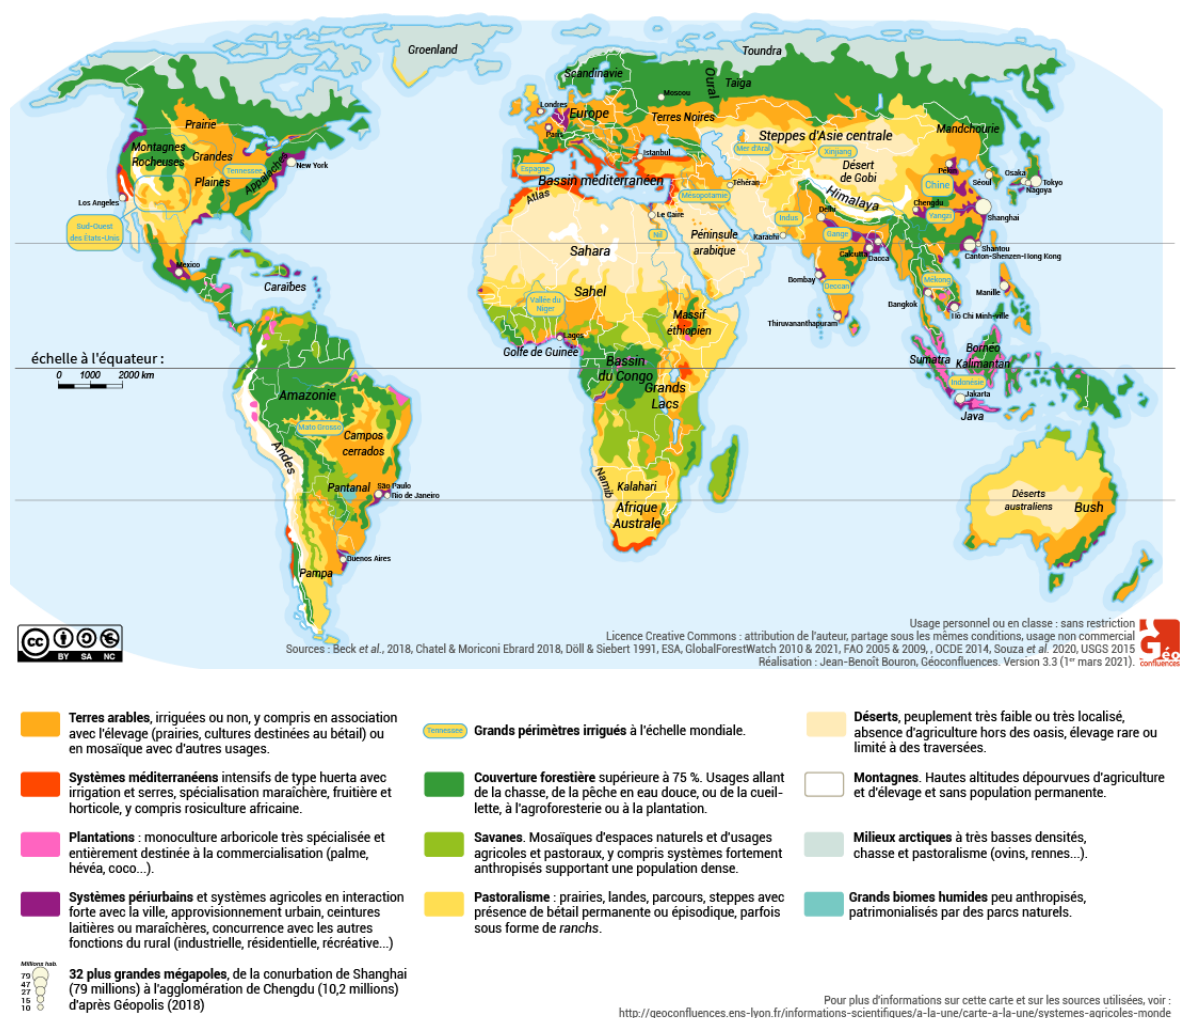 Groenland
Toundra
Scandinavie
Oural
Taïga
Moscou
Prairie
Londres
Europe
Terres Noires
Paris
Steppes d'Asie centrale
Mandchourie
Montagnes
Rocheuses
Grandes
Plaines
Tennessee
Appalaches
New York
Istanbul
Mer d'Aral
Xinjiang
Désert
de Gobi
Pékin
Séoul
Osaka
Tokyo
Nagoya
Espagne
Bassin méditerranéen
Téhéran
Chine
Los Angeles
Atlas
Mésopotamie
Himalaya
Chengdu
Yangzi
Shanghai
Sud-Ouest
des États-Unis
Le Caire
Nil
Delhi
Indus
Gange
Karachi
Péninsule
arabique
Sahara
Calcutta
Dacca
Shantou
Canton-Shenzen-Hong Kong
Mexico
Caraïbes
Sahel
Bombay
Deccan
Mékong
Manille
Bangkok
Hô Chi Minh-ville
Vallée du
Niger
Massif
éthiopien
Thiruvananthapuram
Lagos
Golfe de Guinée
échelle à l'équateur :
0 1000 2000 km
Bassin
du Congo
Sumatra
Borneo
Kalimantan
Indonésie
Jakarta
Java
Grands
Lacs
Amazonie
Mato Grosso
Campos
cerrados
Andes
Pantanal
São Paulo
Rio de Janeiro
Namib
Kalahari
Afrique
Australe
Déserts
australiens
Bush
Buenos Aires
Pampa
cc
BY SA NC
Usage personnel ou en classe : sans restriction
Licence Creative Commons : attribution de l'auteur, partage sous les mêmes conditions, usage non commercial
Sources : Beck et al., 2018, Chatel & Moriconi Ebrard 2018, Döll & Siebert 1991, ESA, GlobalForestWatch 2010 & 2021, FAO 2005 & 2009, , OCDE 2014, Souza et al. 2020, USGS 2015
Réalisation : Jean-Benoît Bouron, Géoconfluences. Version 3.3 (1er mars 2021).
Géo
confluences
Terres arables, irriguées ou non, y compris en association
avec l'élevage (prairies, cultures destinées au bétail) ou
en mosaïque avec d'autres usages.
Systèmes méditerranéens intensifs de type huerta avec
irrigation et serres, spécialisation maraîchère, fruitière et
horticole, y compris rosiculture africaine.
Plantations : monoculture arboricole très spécialisée et
entièrement destinée à la commercialisation (palme,
hévéa, coco...).
Systèmes périurbains et systèmes agricoles en interaction
forte avec la ville, approvisionnement urbain, ceintures
laitières ou maraîchères, concurrence avec les autres
fonctions du rural (industrielle, résidentielle, récréative...)
Millions hab.
79
47
27
15
10
32 plus grandes mégapoles, de la conurbation de Shanghai
(79 millions) à l'agglomération de Chengdu (10,2 millions)
d'après Géopolis (2018)
Tennessee
Grands périmètres irrigués à l'échelle mondiale.
Couverture forestière supérieure à 75 %. Usages allant
de la chasse, de la pêche en eau douce, ou de la cueil-
lette, à l'agroforesterie ou à la plantation.
Savanes. Mosaïques d'espaces naturels et d'usages
agricoles et pastoraux, y compris systèmes fortement
anthropisés supportant une population dense.
Pastoralisme : prairies, landes, parcours, steppes avec
présence de bétail permanente ou épisodique, parfois
sous forme de ranchs.
Déserts, peuplement très faible ou très localisé,
absence d'agriculture hors des oasis, élevage rare ou
limité à des traversées.
Montagnes. Hautes altitudes dépourvues d'agriculture
et d'élevage et sans population permanente.
Milieux arctiques à très basses densités,
chasse et pastoralisme (ovins, rennes...).
Grands biomes humides peu anthropisés,
patrimonialisés par des parcs naturels.
Pour plus d'informations sur cette carte et sur les sources utilisées, voir :
http://geoconfluences.ens-lyon.fr/informations-scientifiques/a-la-une/carte-a-la-une/systemes-agricoles-monde